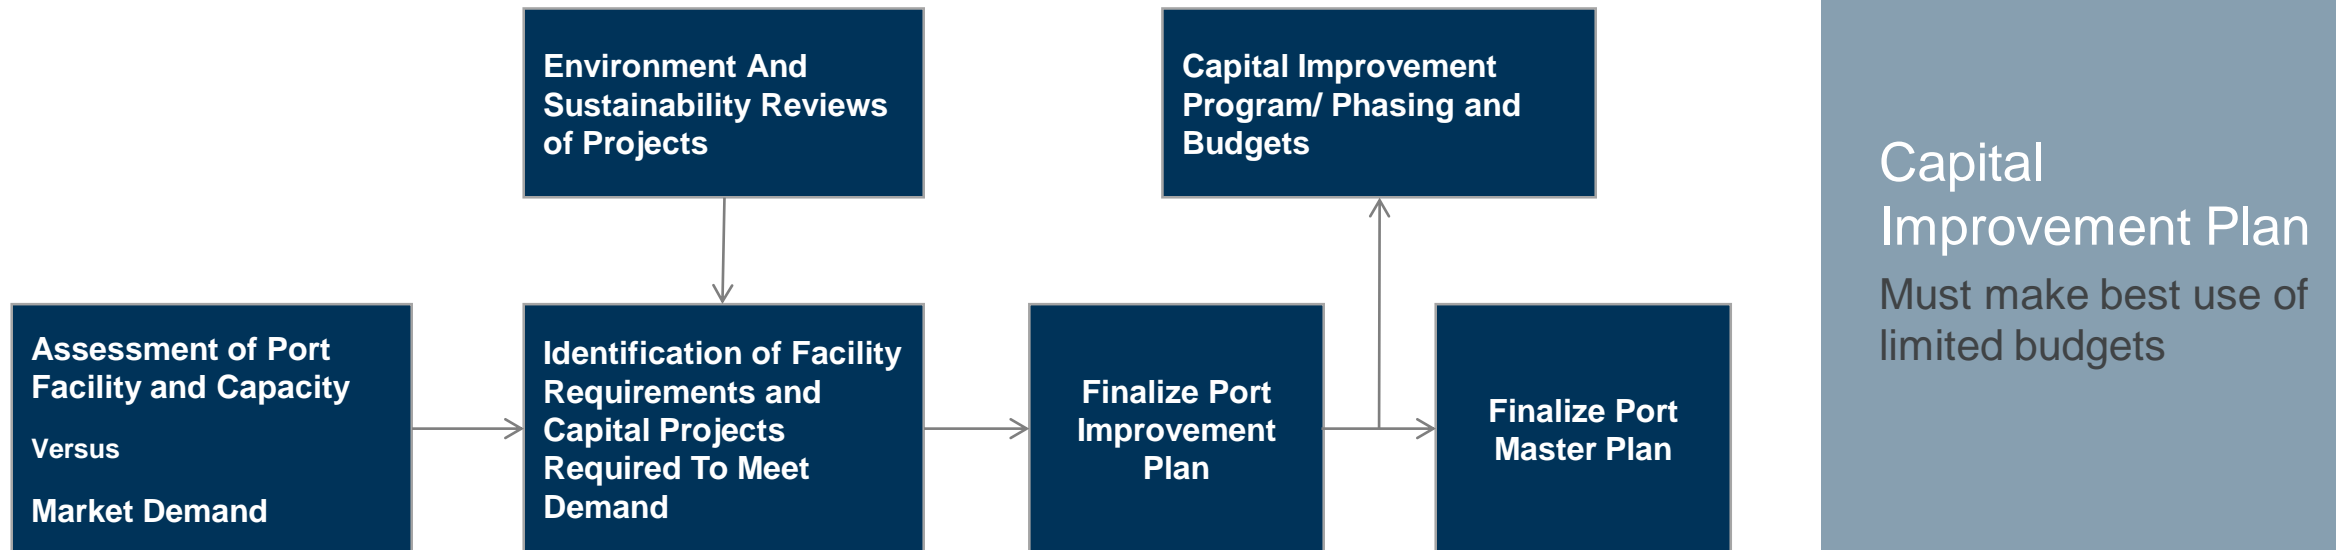 Environment And
Sustainability Reviews
of Projects
Capital Improvement
Program/ Phasing and
Budgets
Assessment of Port
Facility and Capacity
Versus
Market Demand
Identification of Facility
Requirements and
Capital Projects
Required To Meet
Demand
Finalize Port
Improvement
Plan
Finalize Port
Master Plan
Capital
Improvement Plan
Must make best use of
limited budgets